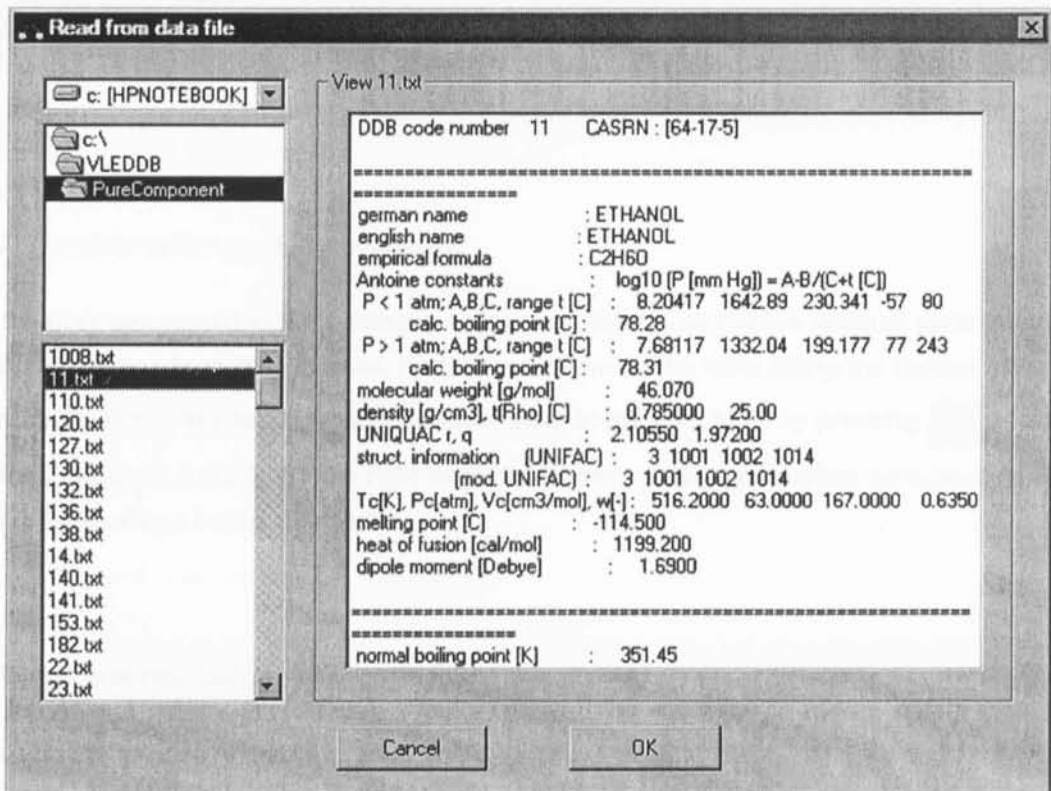 Read from data file
c: [HPNOTEBOOK]
c:\
VLEDDB
PureComponent
1008.txt
11.txt
110.txt
120.txt
127.txt
130.txt
132.txt
136.txt
138.txt
14.txt
140.txt
141.txt
153.txt
182.txt
22.txt
23.txt
View 11.txt
DDB code number 11 CASRN : [64-17-5]
============================================================
================
german name : ETHANOL
english name : ETHANOL
empirical formula : C2H6O
Antoine constants : log10 (P [mm Hg]) = A-B/(C+t [C])
P < 1 atm; A,B,C, range t [C] : 8.20417 1642.89 230.341 -57 80
calc. boiling point [C] : 78.28
P > 1 atm; A,B,C, range t [C] : 7.68117 1332.04 199.177 77 243
calc. boiling point [C] : 78.31
molecular weight [g/mol] : 46.070
density [g/cm3], t(Rho) [C] : 0.785000 25.00
UNIQUAC r, q : 2.10550 1.97200
struct. information (UNIFAC) : 3 1001 1002 1014
(mod. UNIFAC) : 3 1001 1002 1014
Tc[K], Pc[atm], Vc[cm3/mol], w[-] : 516.2000 63.0000 167.0000 0.6350
melting point [C] : -114.500
heat of fusion [cal/mol] : 1199.200
dipole moment [Debye] : 1.6900
============================================================
================
normal boiling point [K] : 351.45
Cancel
OK